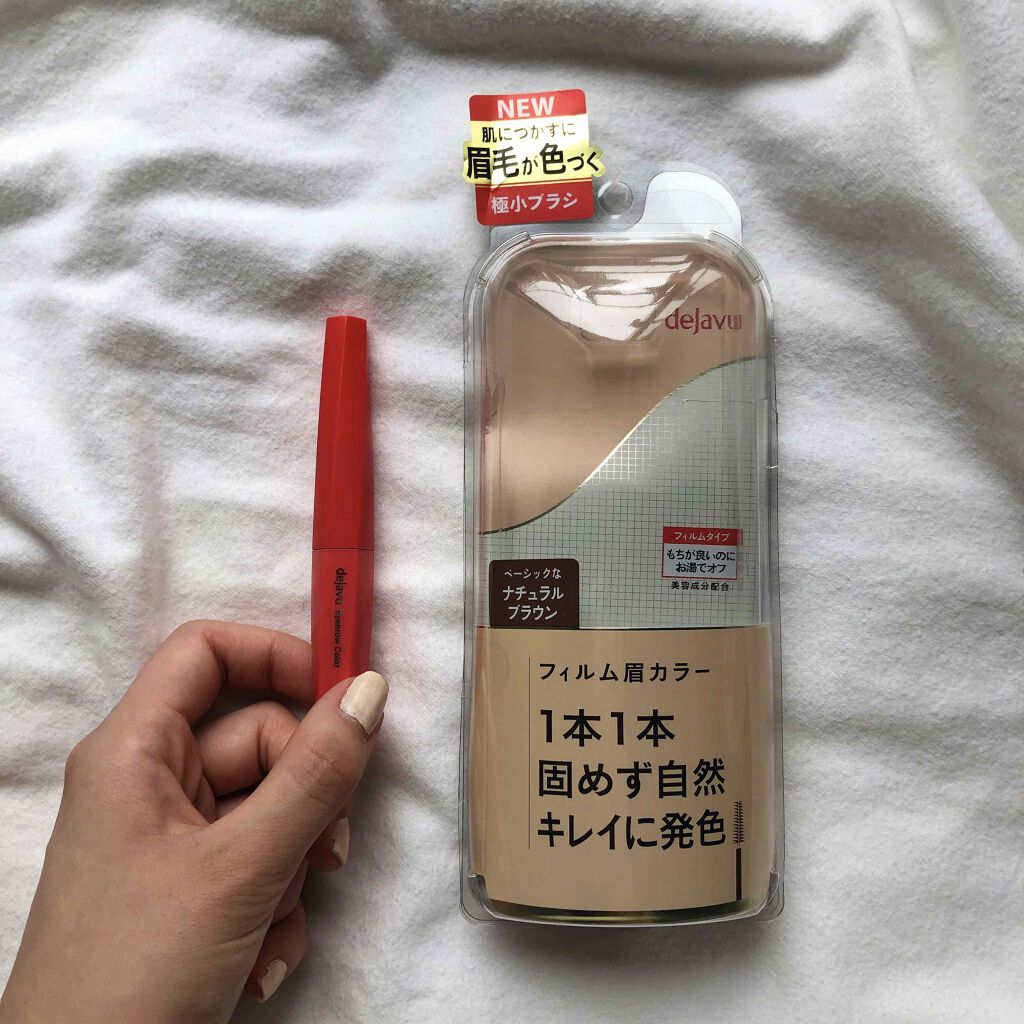 NEW
肌につかずに
眉毛が色づく
極小ブラシ
dejavu
フィルムタイプ
もちが良いのに
お湯でオフ
美容成分配合
ベーシックな
ナチュラル
ブラウン
フィルム眉カラー
1本1本
固めず自然
キレイに発色
dejavu eyebrow Color